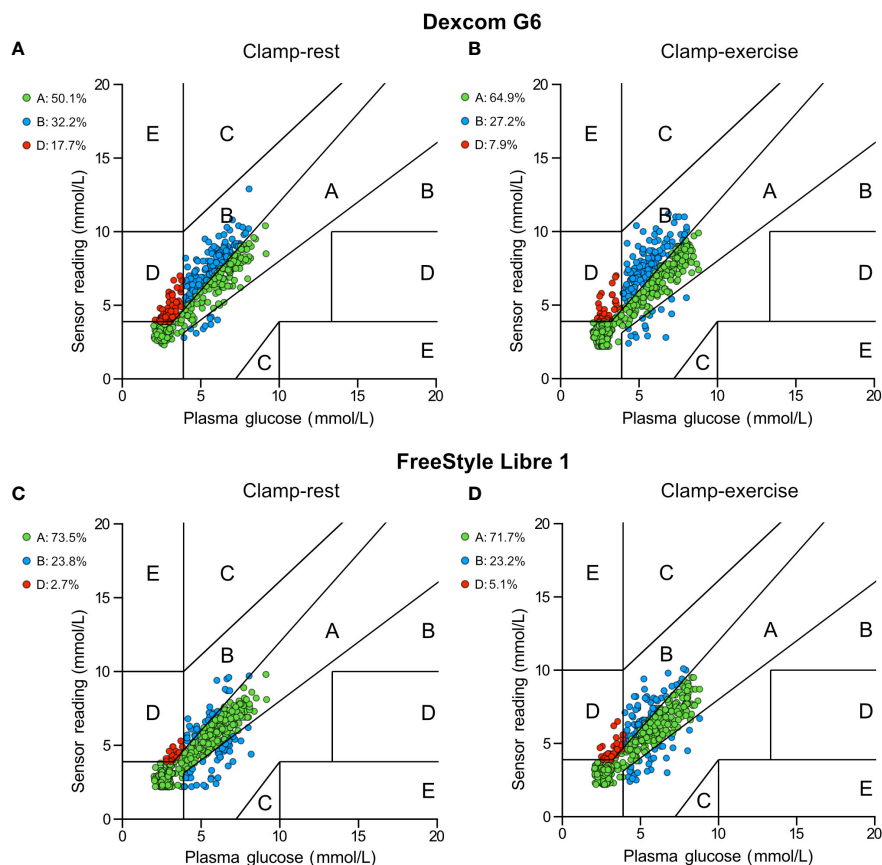 Dexcom G6
A
Clamp-rest
A: 50.1%
B: 32.2%
D: 17.7%
Sensor reading (mmol/L)
20
15
10
5
0
E
C
B
A
B
D
D
C
E
0 5 10 15 20
Plasma glucose (mmol/L)
B
Clamp-exercise
A: 64.9%
B: 27.2%
D: 7.9%
Sensor reading (mmol/L)
20
15
10
5
0
E
C
B
A
B
D
D
C
E
0 5 10 15 20
Plasma glucose (mmol/L)
FreeStyle Libre 1
C
Clamp-rest
A: 73.5%
B: 23.8%
D: 2.7%
Sensor reading (mmol/L)
20
15
10
5
0
E
C
B
A
B
D
D
C
E
0 5 10 15 20
Plasma glucose (mmol/L)
D
Clamp-exercise
A: 71.7%
B: 23.2%
D: 5.1%
Sensor reading (mmol/L)
20
15
10
5
0
E
C
B
A
B
D
D
C
E
0 5 10 15 20
Plasma glucose (mmol/L)